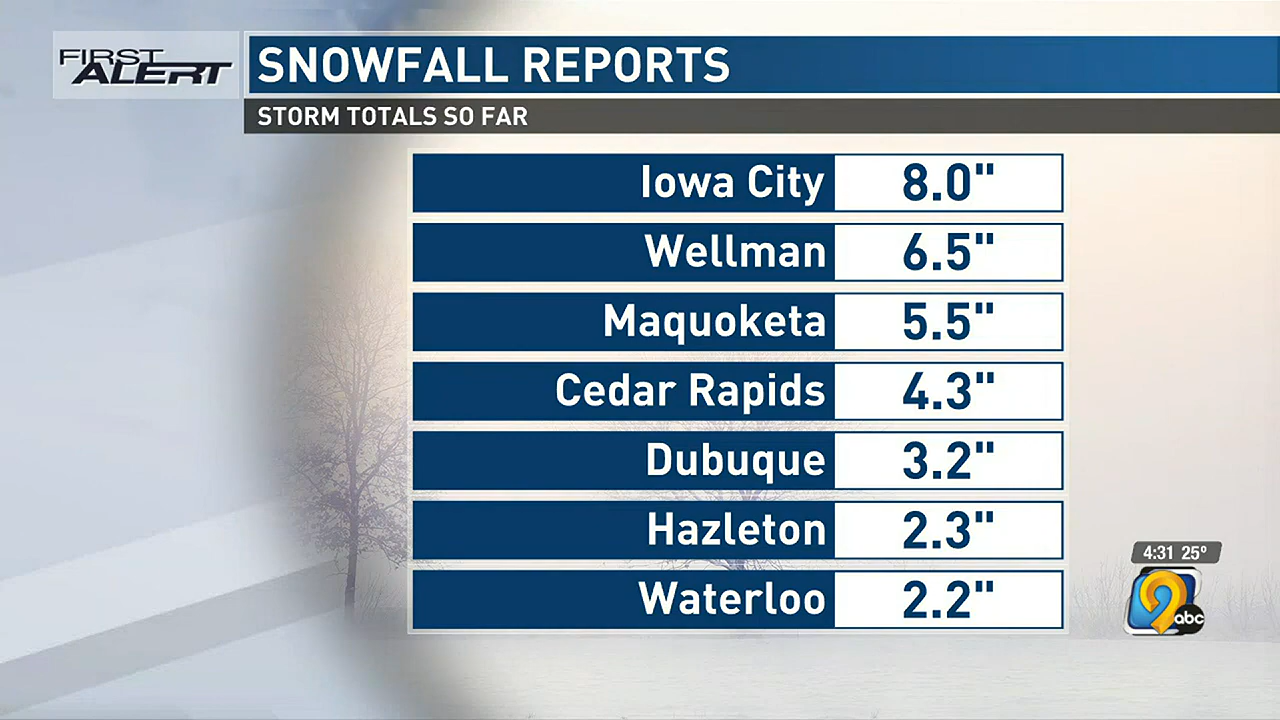 FIRST ALERT
SNOWFALL REPORTS
STORM TOTALS SO FAR
Iowa City 8.0"
Wellman 6.5"
Maquoketa 5.5"
Cedar Rapids 4.3"
Dubuque 3.2"
Hazleton 2.3"
Waterloo 2.2"
4:31 25°
9
abc